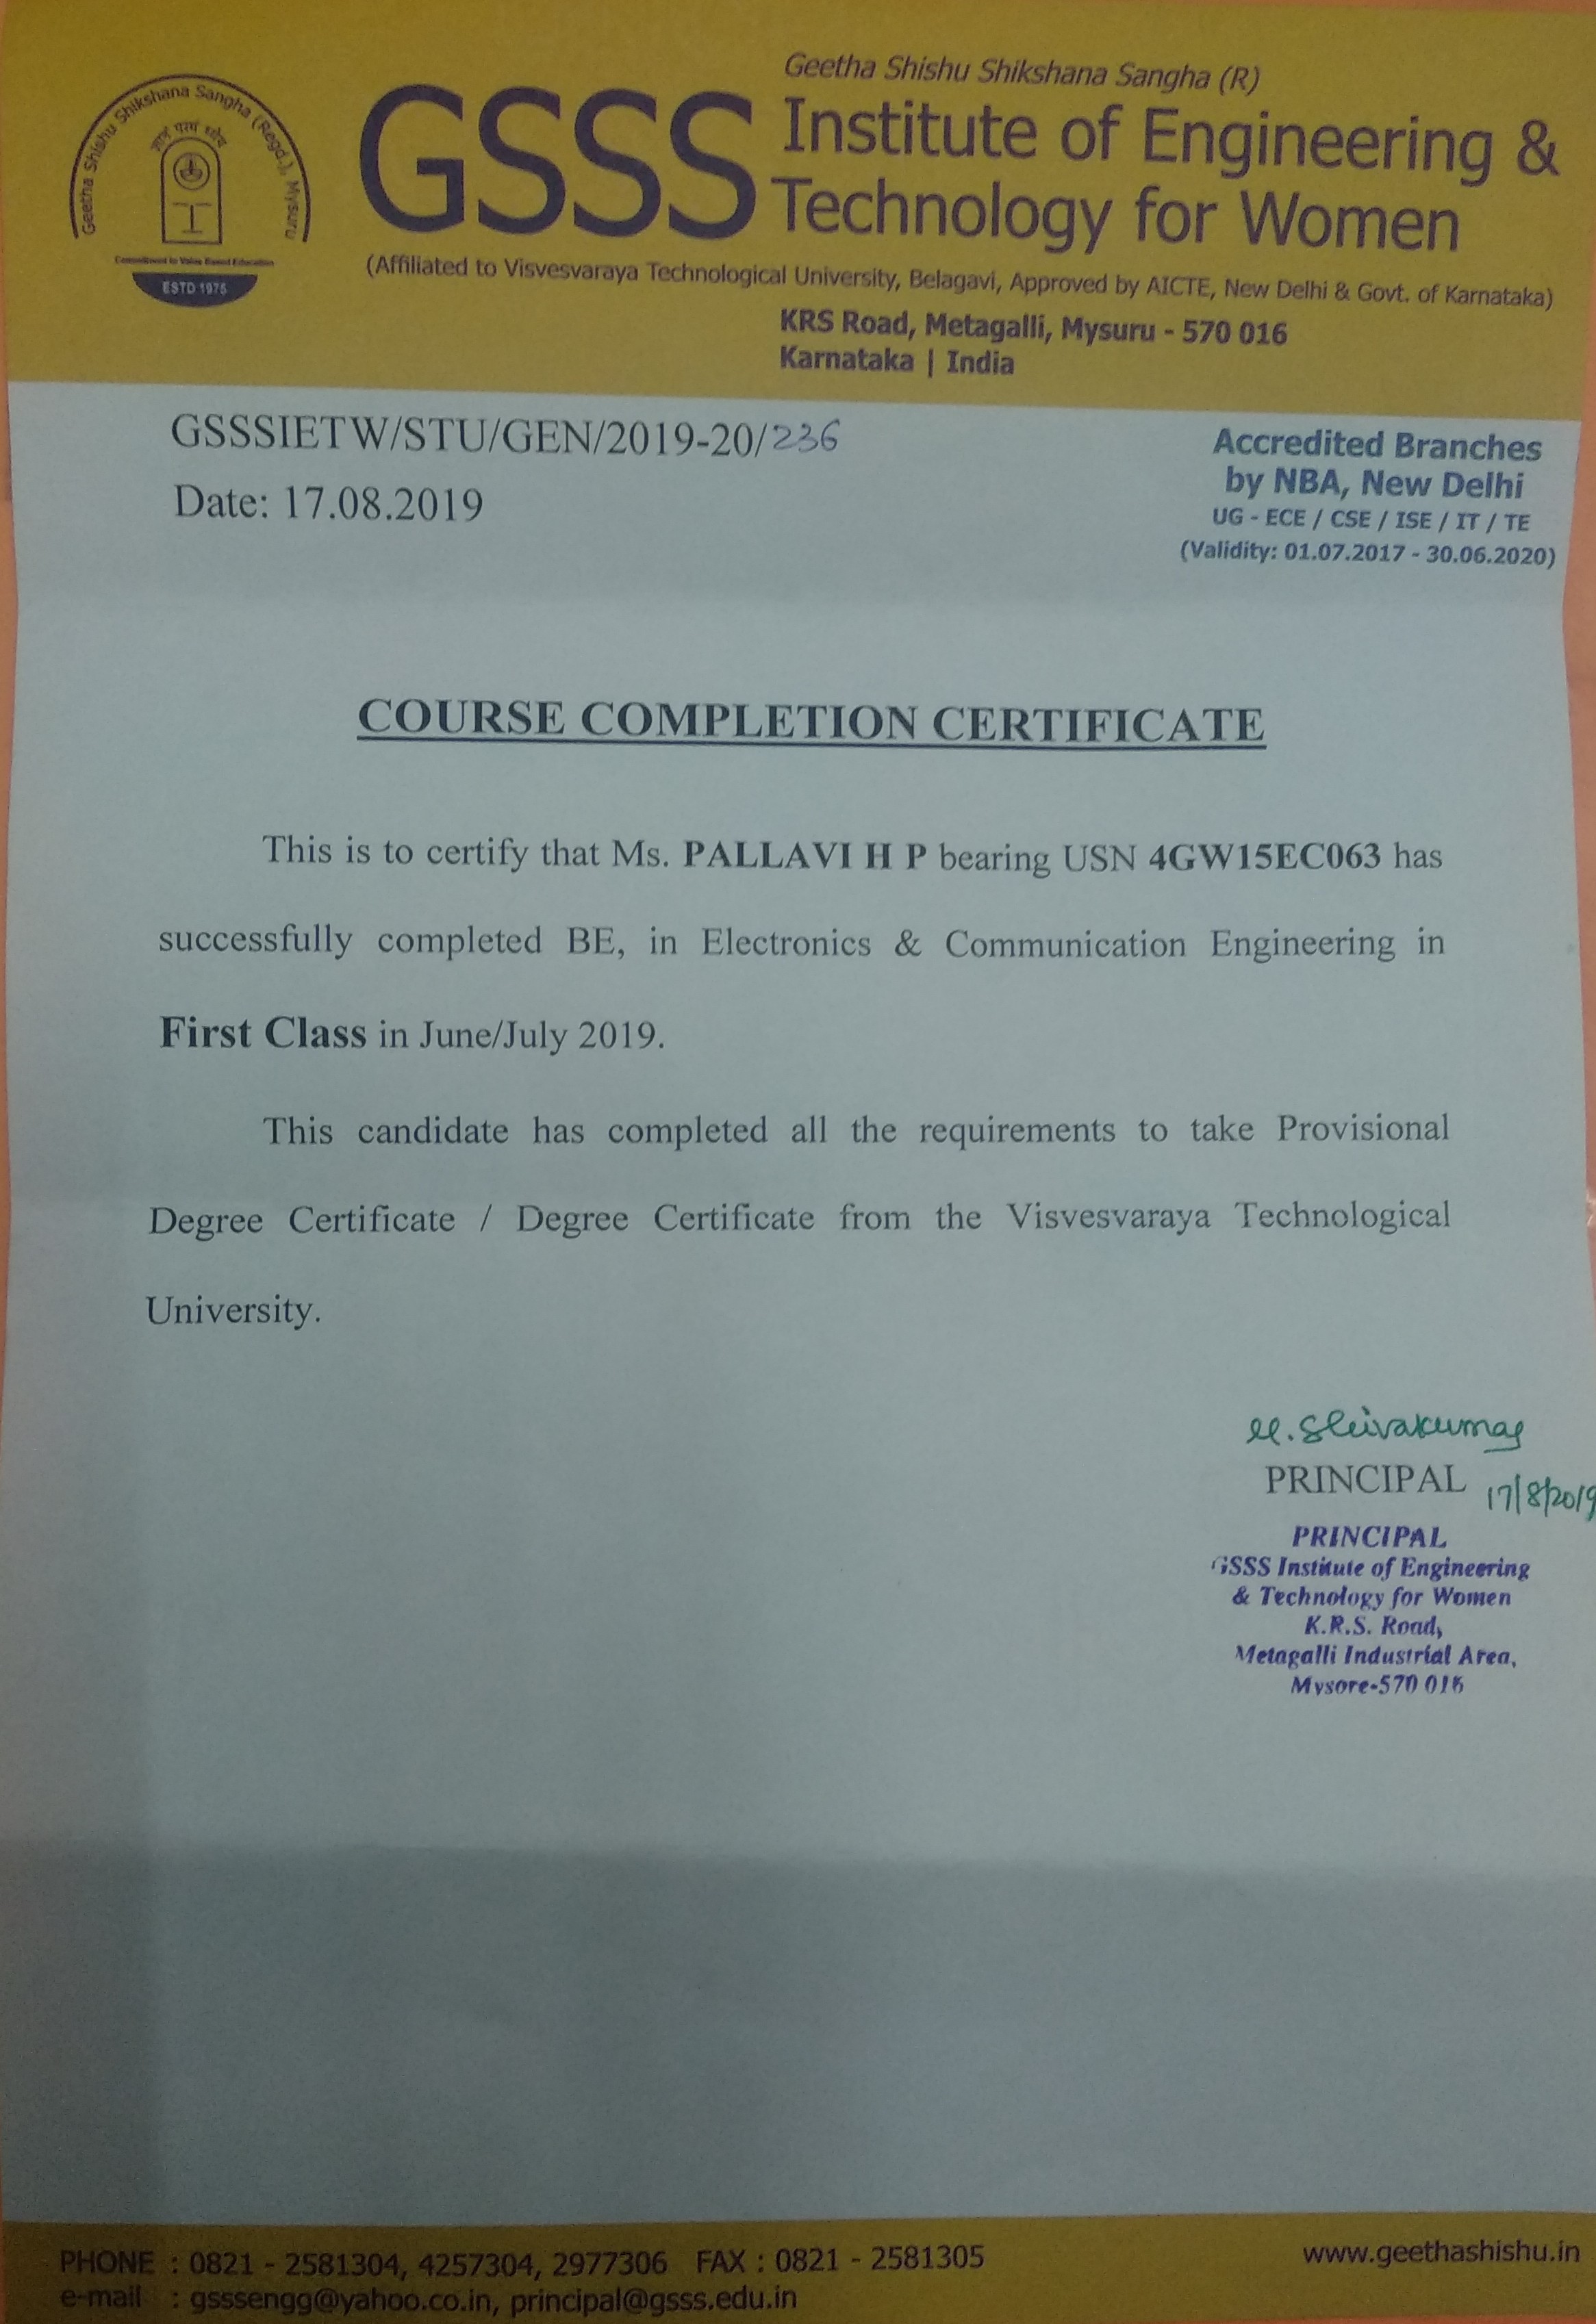 Geetha Shishu Shikshana Sangha (Regd.), Mysuru
Commitment to Value Based Education
ESTD 1975
GSSS
Geetha Shishu Shikshana Sangha (R)
Institute of Engineering &
Technology for Women
(Affiliated to Visvesvaraya Technological University, Belagavi, Approved by AICTE, New Delhi & Govt. of Karnataka)
KRS Road, Metagalli, Mysuru - 570 016
Karnataka | India
GSSSIETW/STU/GEN/2019-20/236
Date: 17.08.2019
Accredited Branches
by NBA, New Delhi
UG - ECE / CSE / ISE / IT / TE
(Validity: 01.07.2017 - 30.06.2020)
COURSE COMPLETION CERTIFICATE
This is to certify that Ms. PALLAVI H P bearing USN 4GW15EC063 has
successfully completed BE, in Electronics & Communication Engineering in
First Class in June/July 2019.
This candidate has completed all the requirements to take Provisional
Degree Certificate / Degree Certificate from the Visvesvaraya Technological
University.
M. Shivakumar
PRINCIPAL 17/8/2019
PRINCIPAL
GSSS Institute of Engineering
& Technology for Women
K.R.S. Road,
Metagalli Industrial Area,
Mysore-570 016
PHONE : 0821 - 2581304, 4257304, 2977306 FAX : 0821 - 2581305
www.geethashishu.in
e-mail : gsssengg@yahoo.co.in, principal@gsss.edu.in